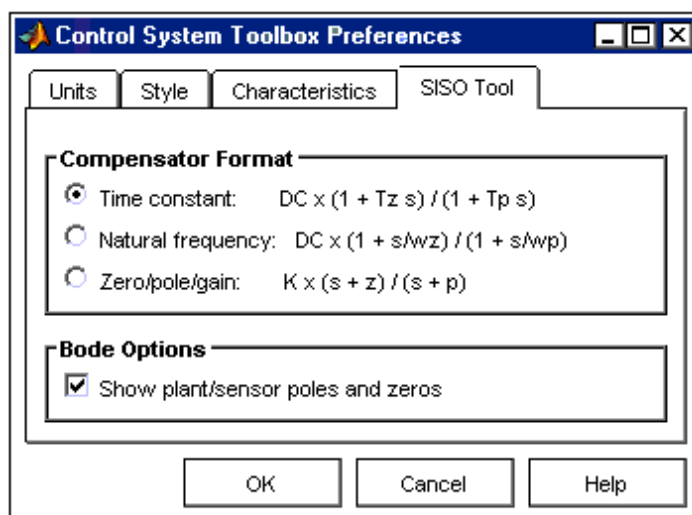 Control System Toolbox Preferences
Units Style Characteristics SISO Tool
Compensator Format
Time constant: DC x (1 + Tz s) / (1 + Tp s)
Natural frequency: DC x (1 + s/wz) / (1 + s/wp)
Zero/pole/gain: K x (s + z) / (s + p)
Bode Options
Show plant/sensor poles and zeros
OK Cancel Help